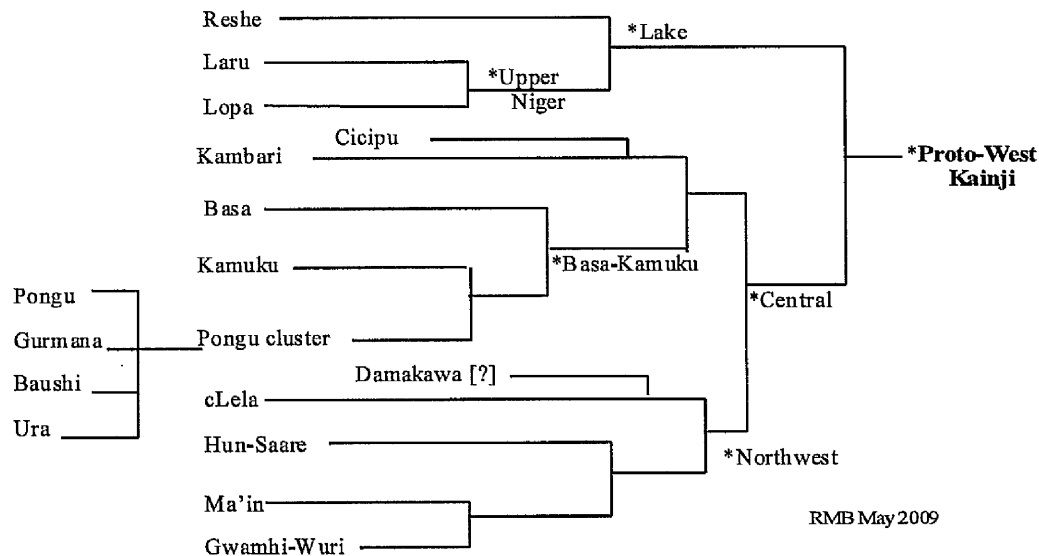 Reshe
*Lake
Laru
*Upper
Niger
Lopa
Cicipu
Kambari
*Proto-West
Kainji
Basa
*Basa-Kamuku
Kamuku
Pongu
*Central
Gurmana
Pongu cluster
Baushi
Damakawa [?]
cLela
Ura
Hun-Saare
*Northwest
Ma'in
RMB May 2009
Gwamhi-Wuri